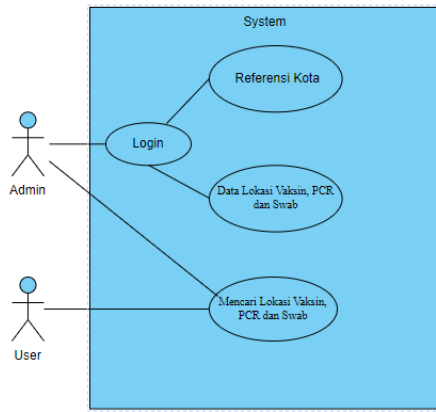 System
Referensi Kota
Login
Admin
Data Lokasi Vaksin, PCR
dan Swab
Mencari Lokasi Vaksin,
PCR dan Swab
User